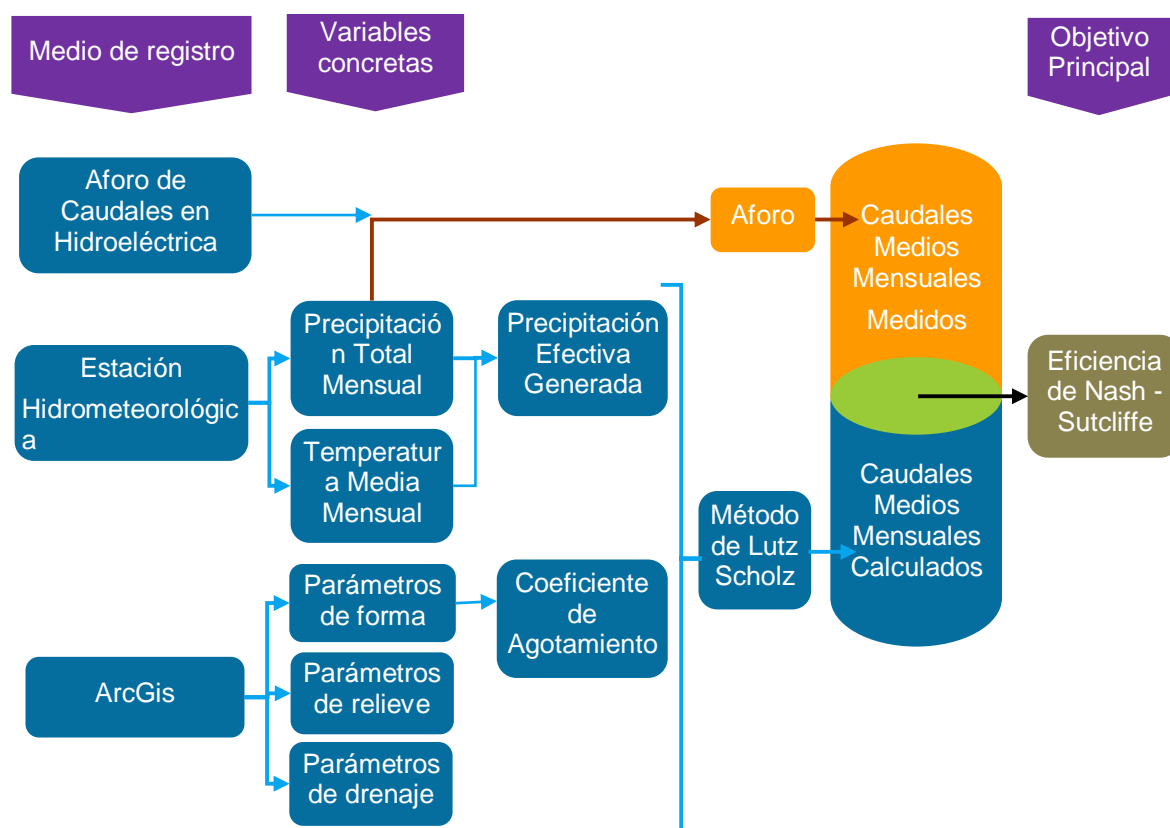 Medio de registro
Variables
concretas
Objetivo
Principal
Aforo de
Caudales en
Hidroeléctrica
Aforo
Caudales
Medios
Mensuales
Medidos
Estación
Hidrometeorológic
a
Precipitació
n Total
Mensual
Precipitación
Efectiva
Generada
Temperatur
a Media
Mensual
Eficiencia
de Nash -
Sutcliffe
Método
de Lutz
Scholz
Caudales
Medios
Mensuales
Calculados
ArcGis
Parámetros
de forma
Coeficiente
de
Agotamiento
Parámetros
de relieve
Parámetros
de drenaje